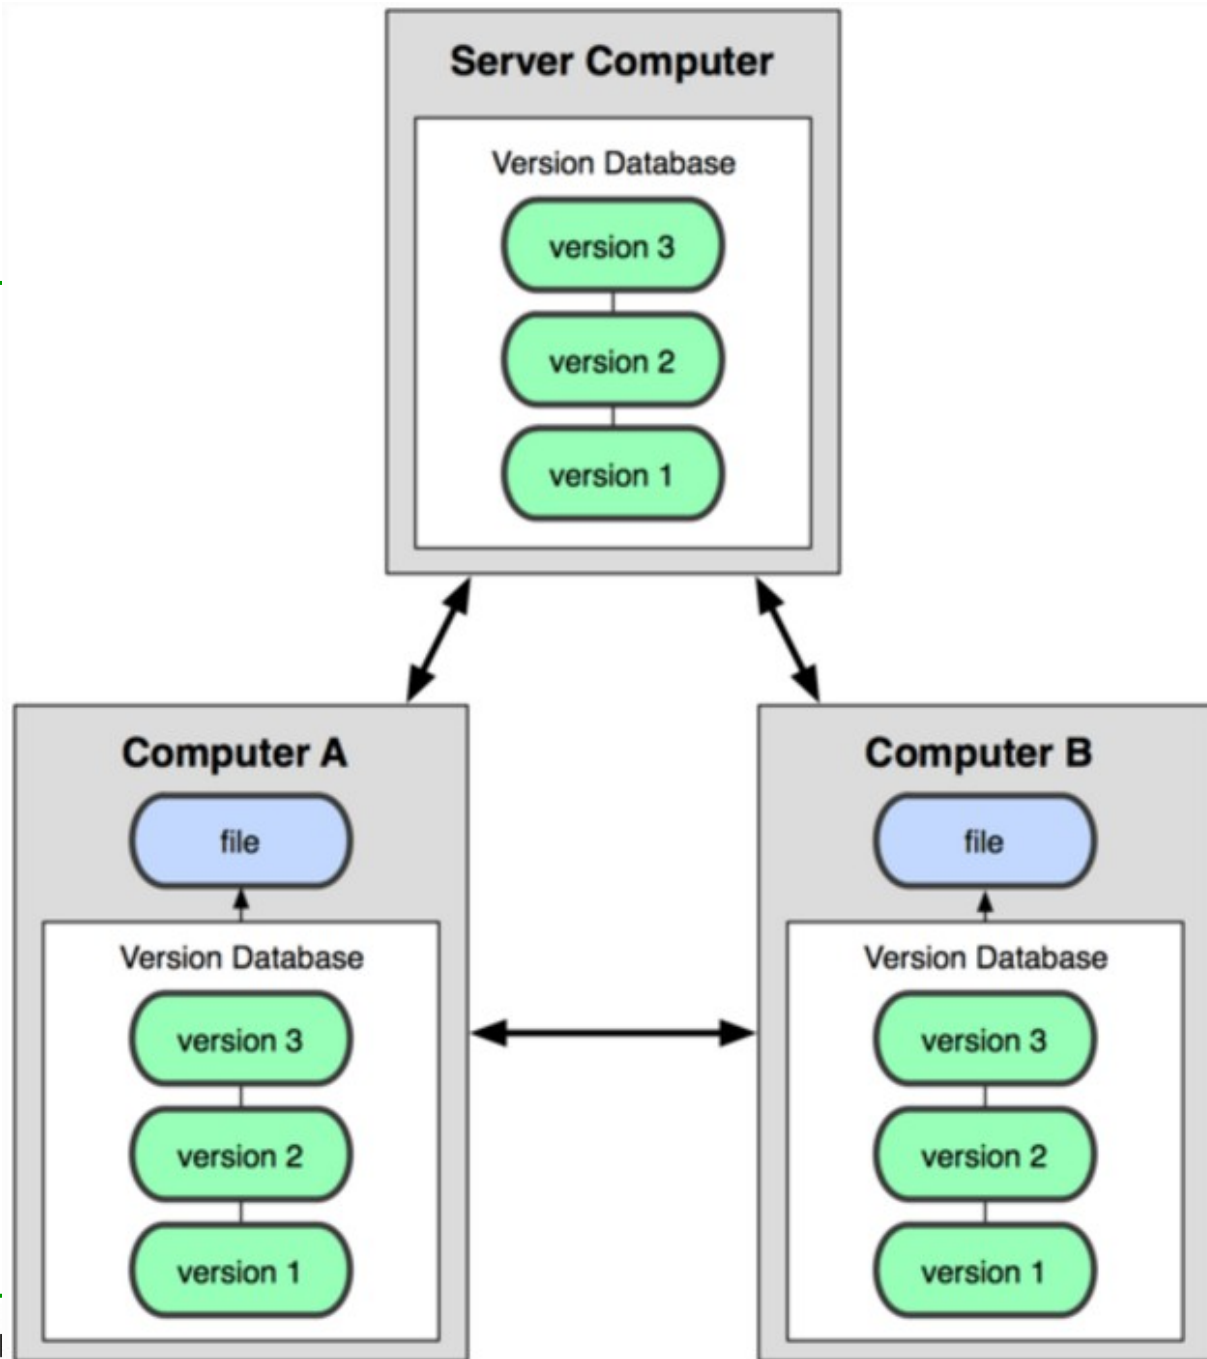 Server Computer
Version Database
version 3
version 2
version 1
Computer A
file
Version Database
version 3
version 2
version 1
Computer B
file
Version Database
version 3
version 2
version 1